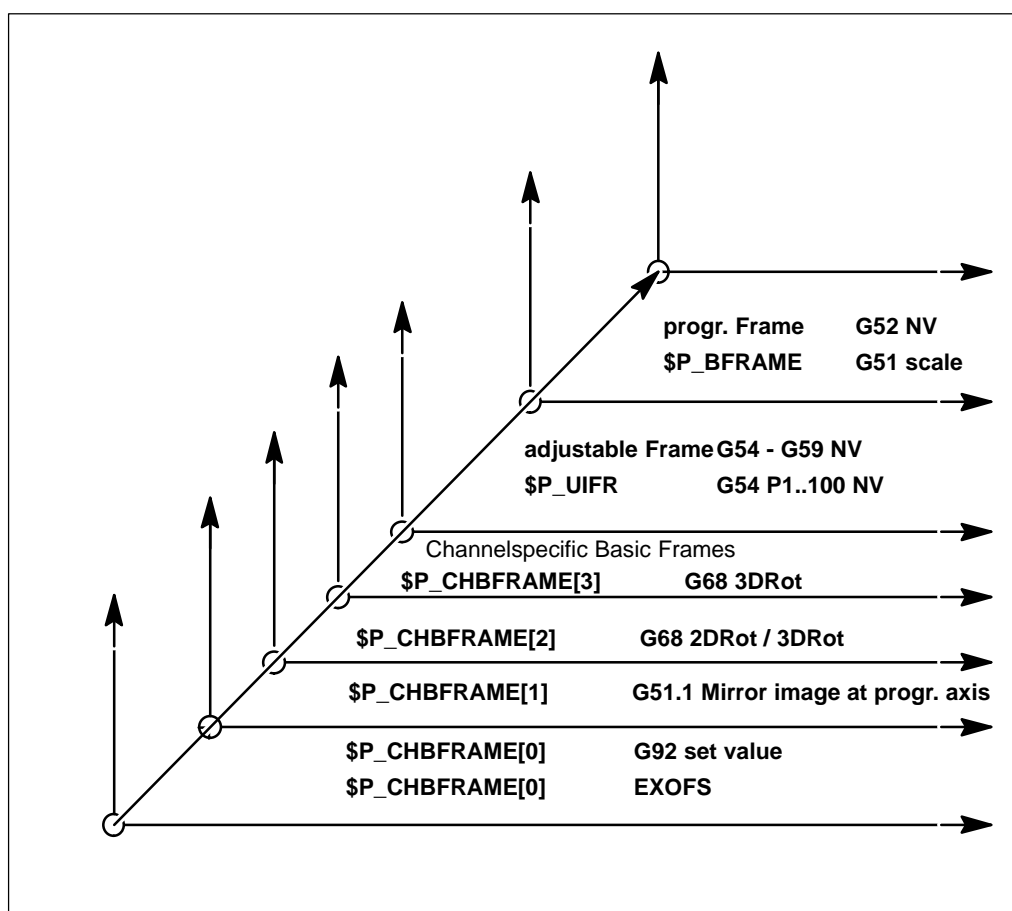 progr. Frame G52 NV
$P_BFRAME G51 scale
adjustable Frame G54 - G59 NV
$P_UIFR G54 P1..100 NV
Channelspecific Basic Frames
$P_CHBFRAME[3] G68 3DRot
$P_CHBFRAME[2] G68 2DRot / 3DRot
$P_CHBFRAME[1] G51.1 Mirror image at progr. axis
$P_CHBFRAME[0] G92 set value
$P_CHBFRAME[0] EXOFS